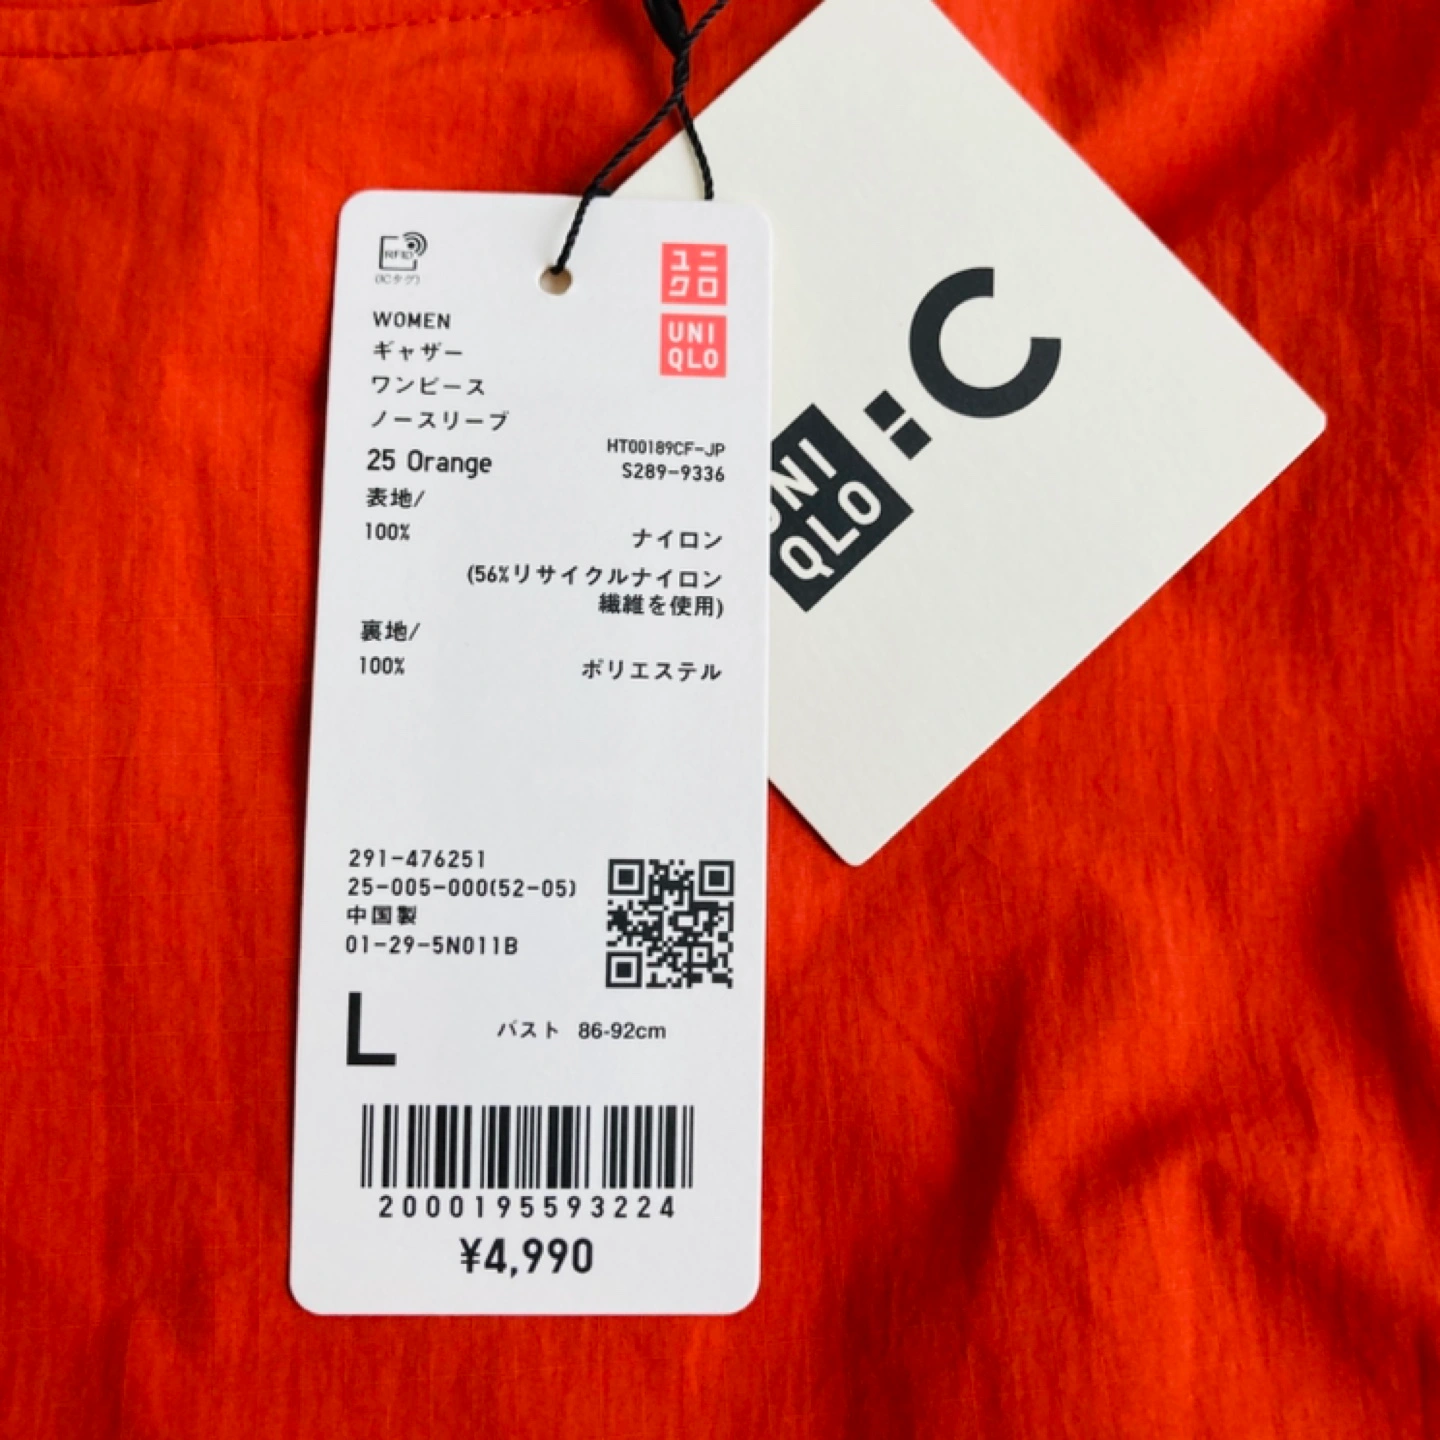 RFID
(ICタグ)
ユニ
クロ
UNI
QLO
WOMEN
ギャザー
ワンピース
ノースリーブ
25 Orange
HT00189CF-JP
S289-9336
表地/
100% ナイロン
(56%リサイクルナイロン
繊維を使用)
裏地/
100% ポリエステル
291-476251
25-005-000(52-05)
中国製
01-29-5N011B
L バスト 86-92cm
2000195593224
¥4,990
UNI
QLO
:C